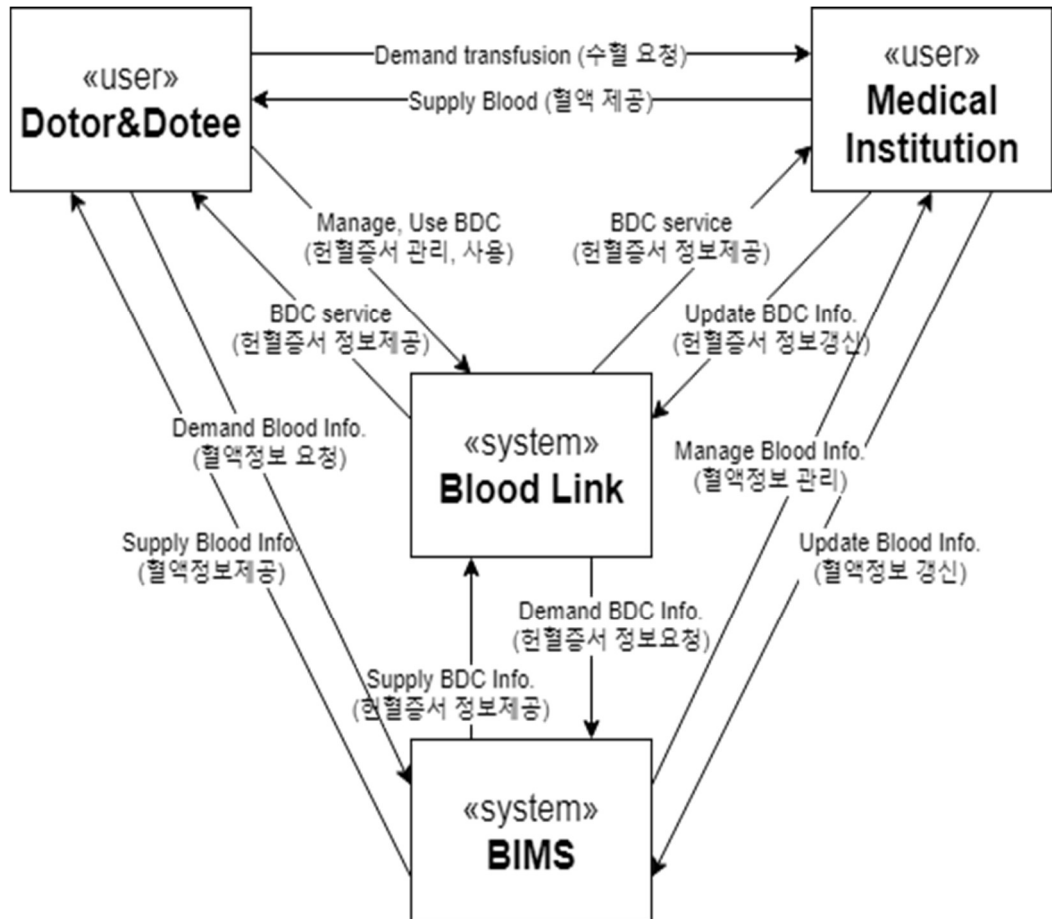 «user»
Dotor&Dotee
Demand transfusion (수혈 요청)
Supply Blood (혈액 제공)
«user»
Medical
Institution
Manage, Use BDC
(헌혈증서 관리, 사용)
BDC service
(헌혈증서 정보제공)
BDC service
(헌혈증서 정보제공)
Update BDC Info.
(헌혈증서 정보갱신)
«system»
Blood Link
Demand Blood Info.
(혈액정보 요청)
Manage Blood Info.
(혈액정보 관리)
Supply Blood Info.
(혈액정보제공)
Update Blood Info.
(혈액정보 갱신)
Demand BDC Info.
(헌혈증서 정보요청)
Supply BDC Info.
(헌혈증서 정보제공)
«system»
BIMS